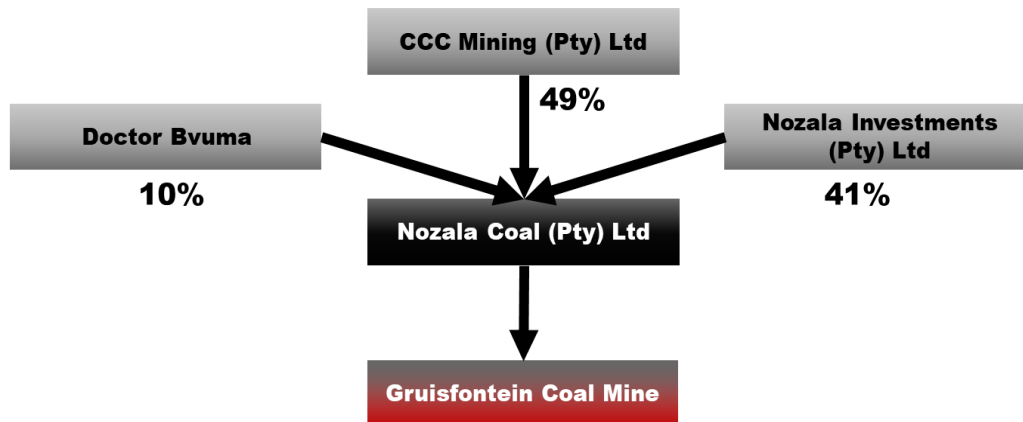 CCC Mining (Pty) Ltd
49%
Doctor Bvuma
10%
Nozala Investments
(Pty) Ltd
41%
Nozala Coal (Pty) Ltd
Gruisfontein Coal Mine